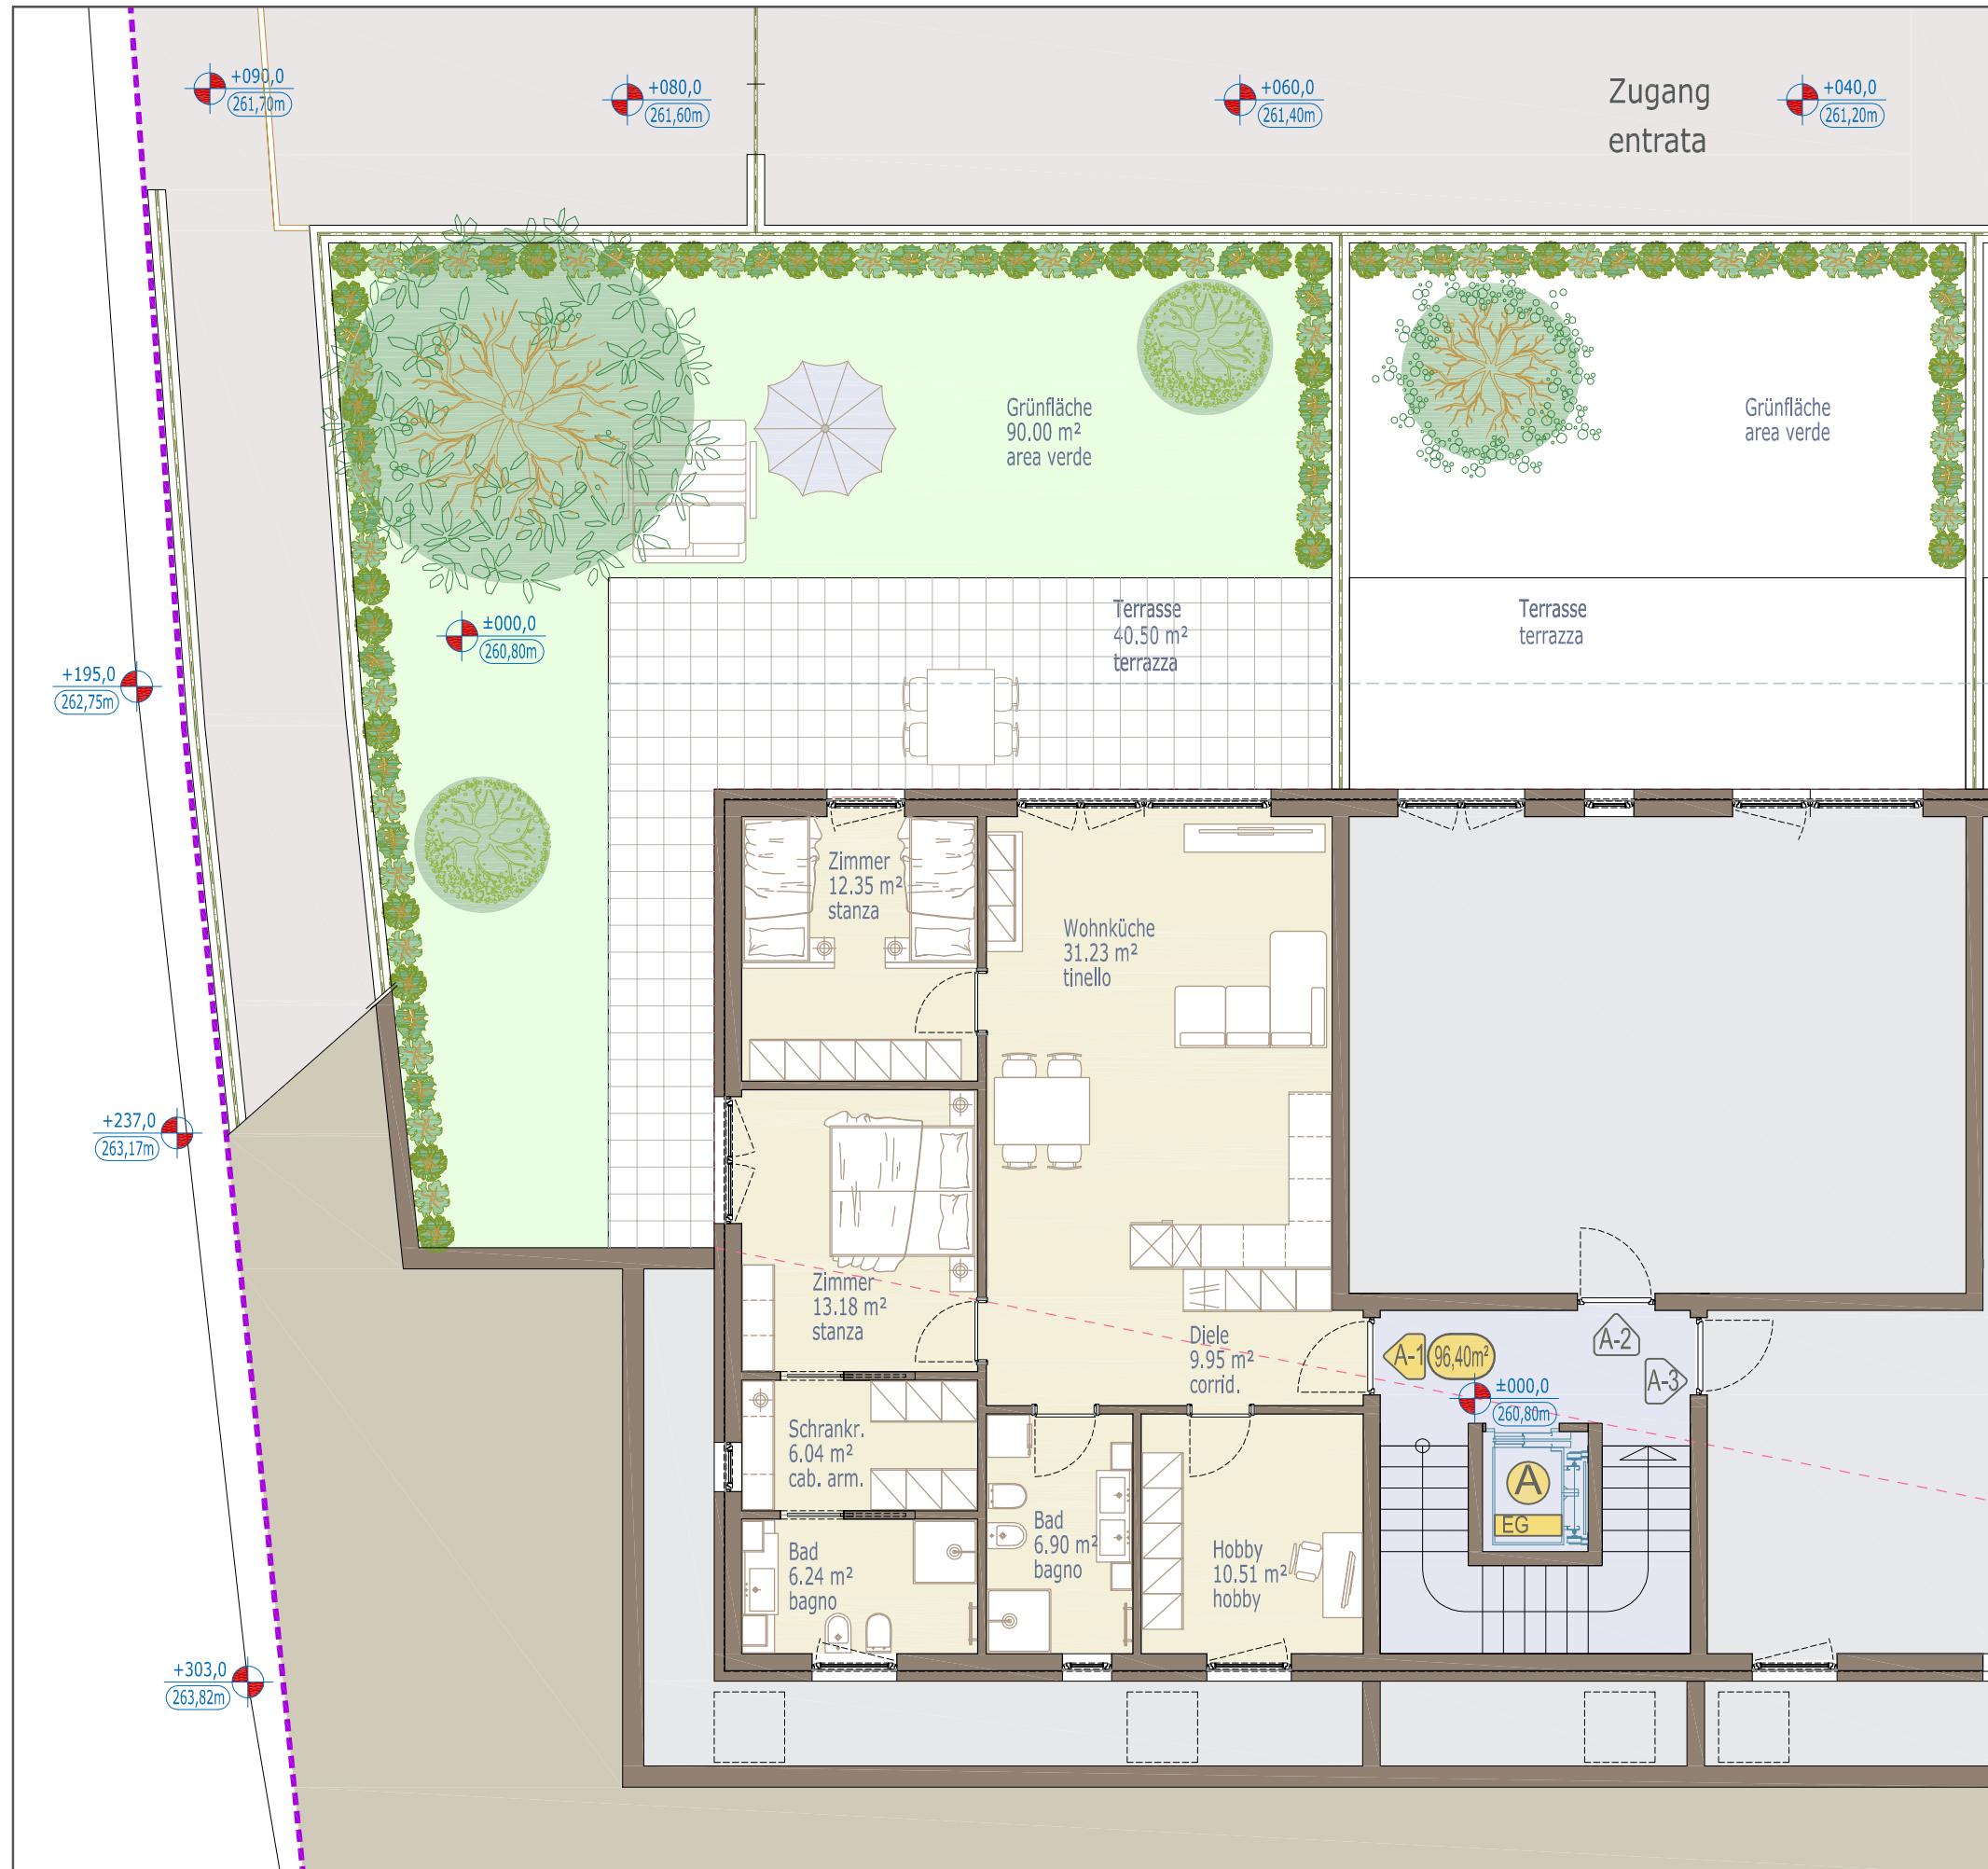 +090,0
261,70m
+080,0
261,60m
+060,0
261,40m
Zugang
entrata
+040,0
261,20m
Grünfläche
90.00 m²
area verde
Grünfläche
area verde
±000,0
260,80m
Terrasse
40.50 m²
terrazza
Terrasse
terrazza
+195,0
262,75m
Zimmer
12.35 m²
stanza
Wohnküche
31.23 m²
tinello
+237,0
263,17m
Zimmer
13.18 m²
stanza
Diele
9.95 m²
corrid.
A-1
96,40m²
A-2
A-3
±000,0
260,80m
Schrankr.
6.04 m²
cab. arm.
A
EG
Bad
6.24 m²
bagno
Bad
6.90 m²
bagno
Hobby
10.51 m²
hobby
+303,0
263,82m